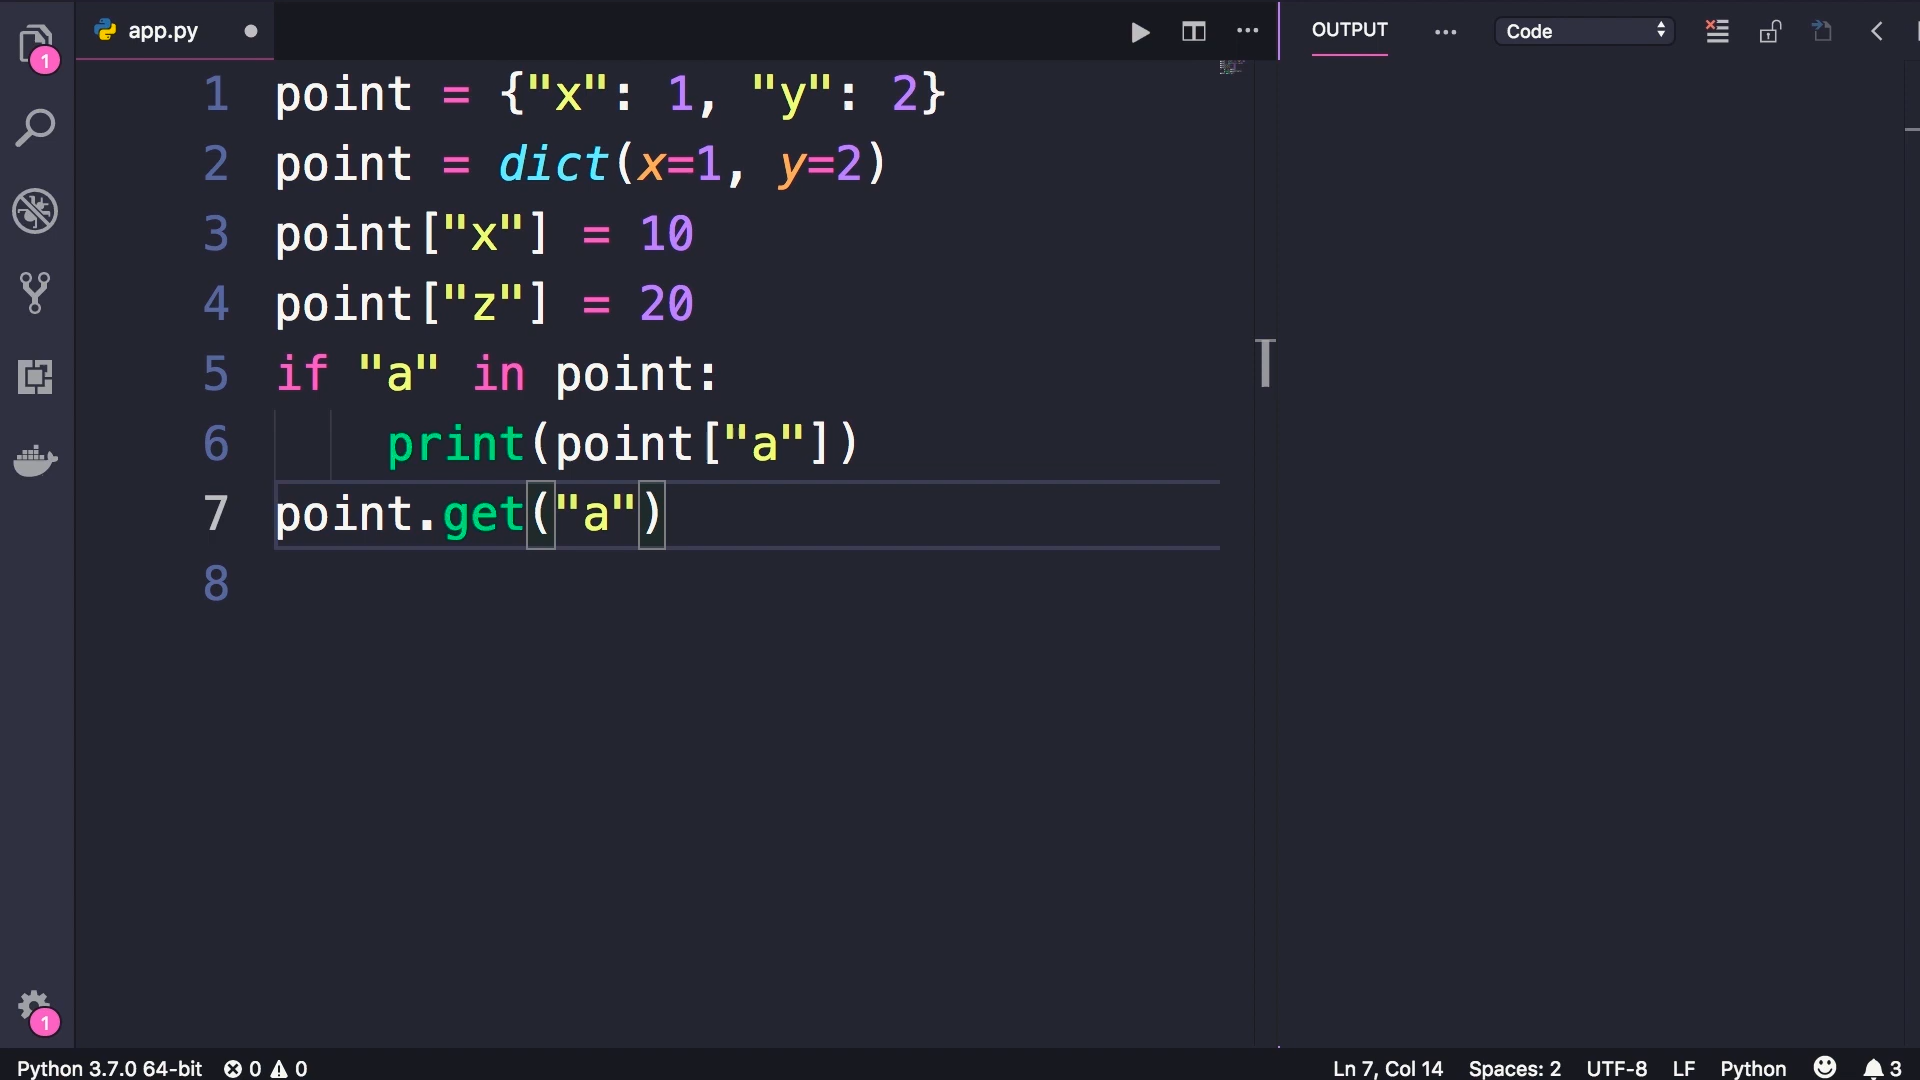 app.py
OUTPUT
Code
1
1 point = {"x": 1, "y": 2}
2 point = dict(x=1, y=2)
3 point["x"] = 10
4 point["z"] = 20
5 if "a" in point:
6 print(point["a"])
7 point.get("a")
8
1
Python 3.7.0 64-bit 0 0 Ln 7, Col 14 Spaces: 2 UTF-8 LF Python 3